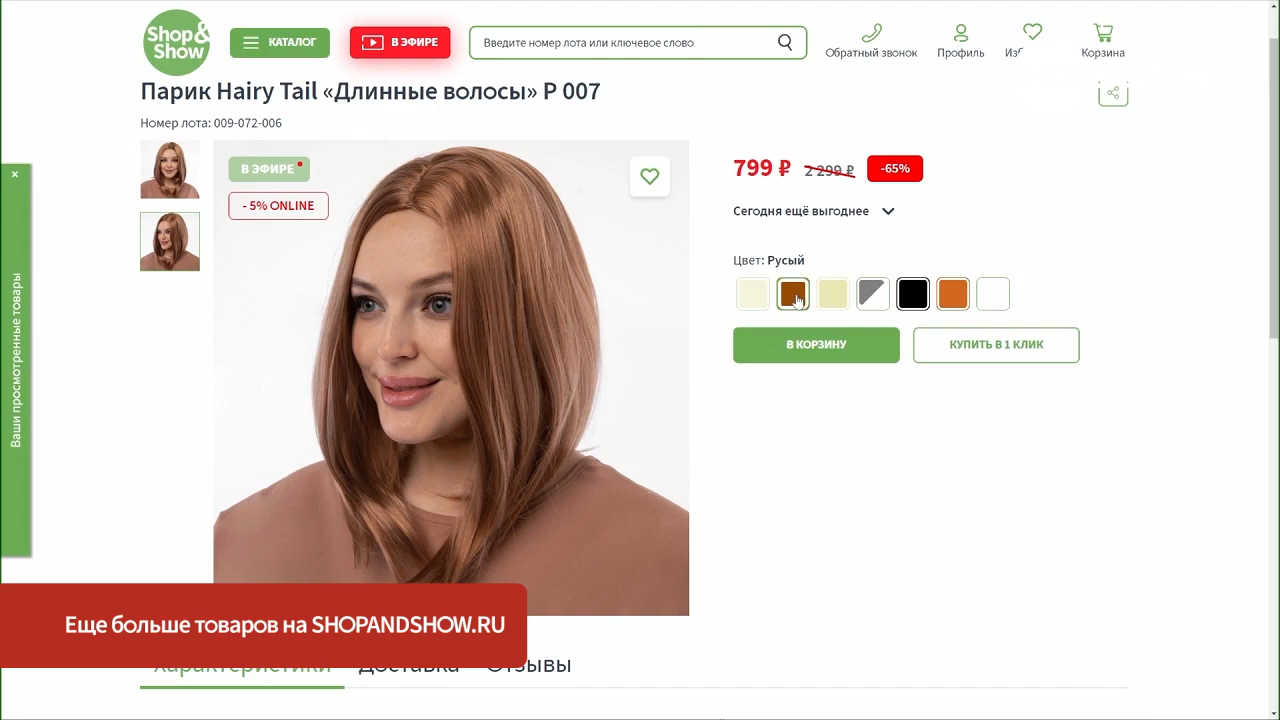 Shop&
Show
КАТАЛОГ
В ЭФИРЕ
Введите номер лота или ключевое слово
Обратный звонок
Профиль
Корзина
Парик Hairy Tail «Длинные волосы» Р 007
Номер лота: 009-072-006
В ЭФИРЕ
- 5% ONLINE
799 ₽ 2 299 ₽ -65%
Сегодня ещё выгоднее
Цвет: Русый
В КОРЗИНУ
КУПИТЬ В 1 КЛИК
× Ваши просмотренные товары
Еще больше товаров на SHOPANDSHOW.RU
Характеристики Доставка Отзывы